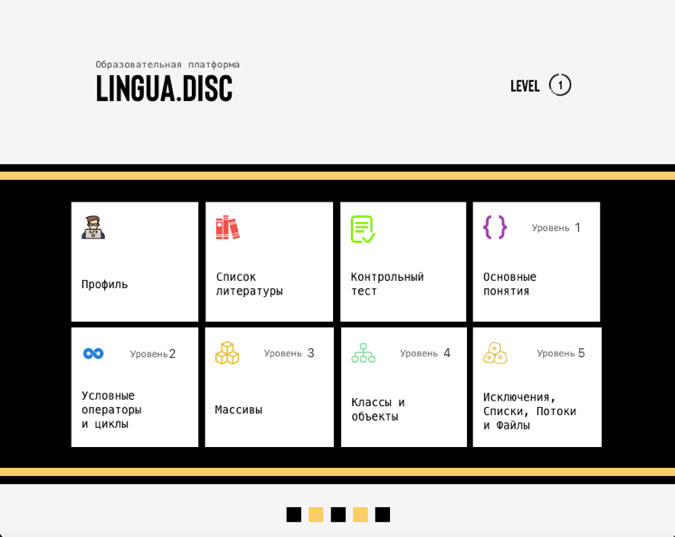 Образовательная платформа
LINGUA.DISC
LEVEL 1
Профиль
Список
литературы
Контрольный
тест
Уровень 1
Основные
понятия
Уровень 2
Условные
операторы
и циклы
Уровень 3
Массивы
Уровень 4
Классы и
объекты
Уровень 5
Исключения,
Списки, Потоки
и Файлы